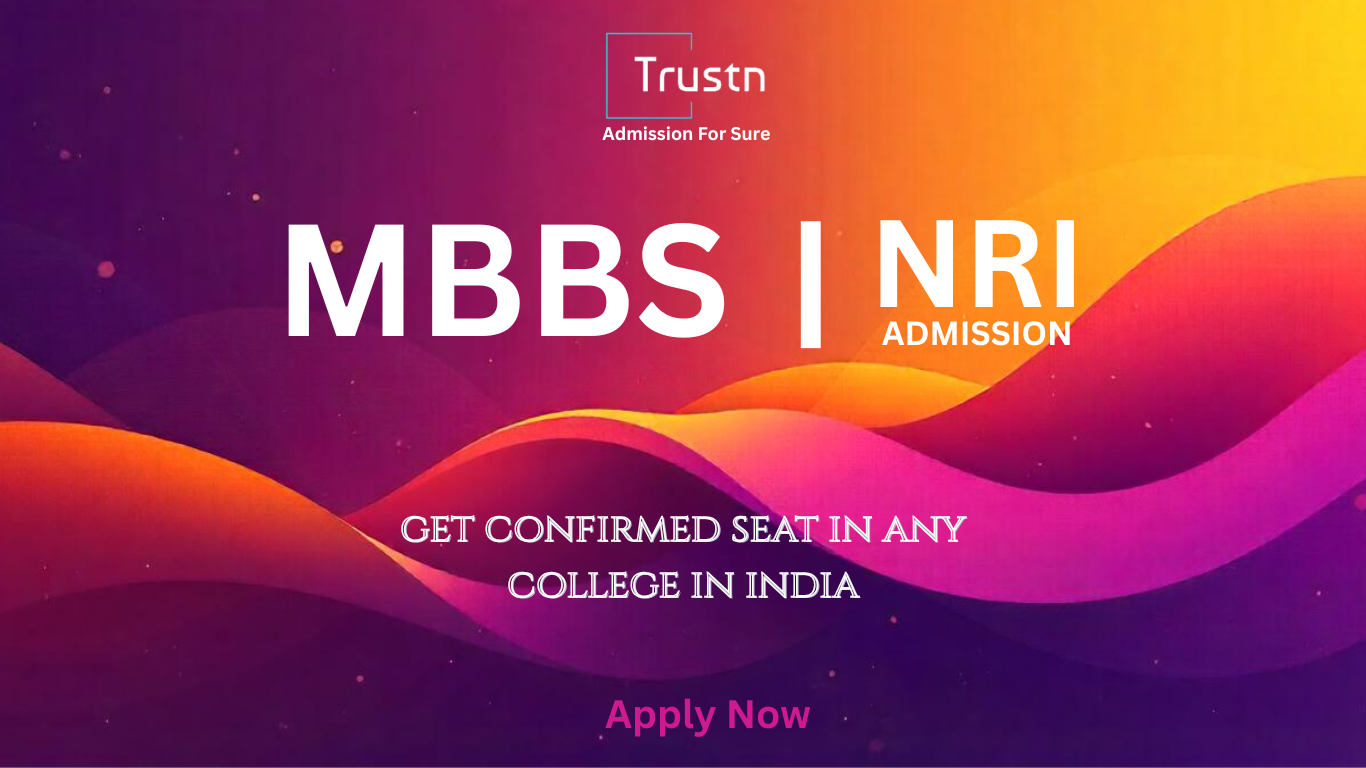 Trustn
Admission For Sure
MBBS | NRI
ADMISSION
GET CONFIRMED SEAT IN ANY
COLLEGE IN INDIA
Apply Now